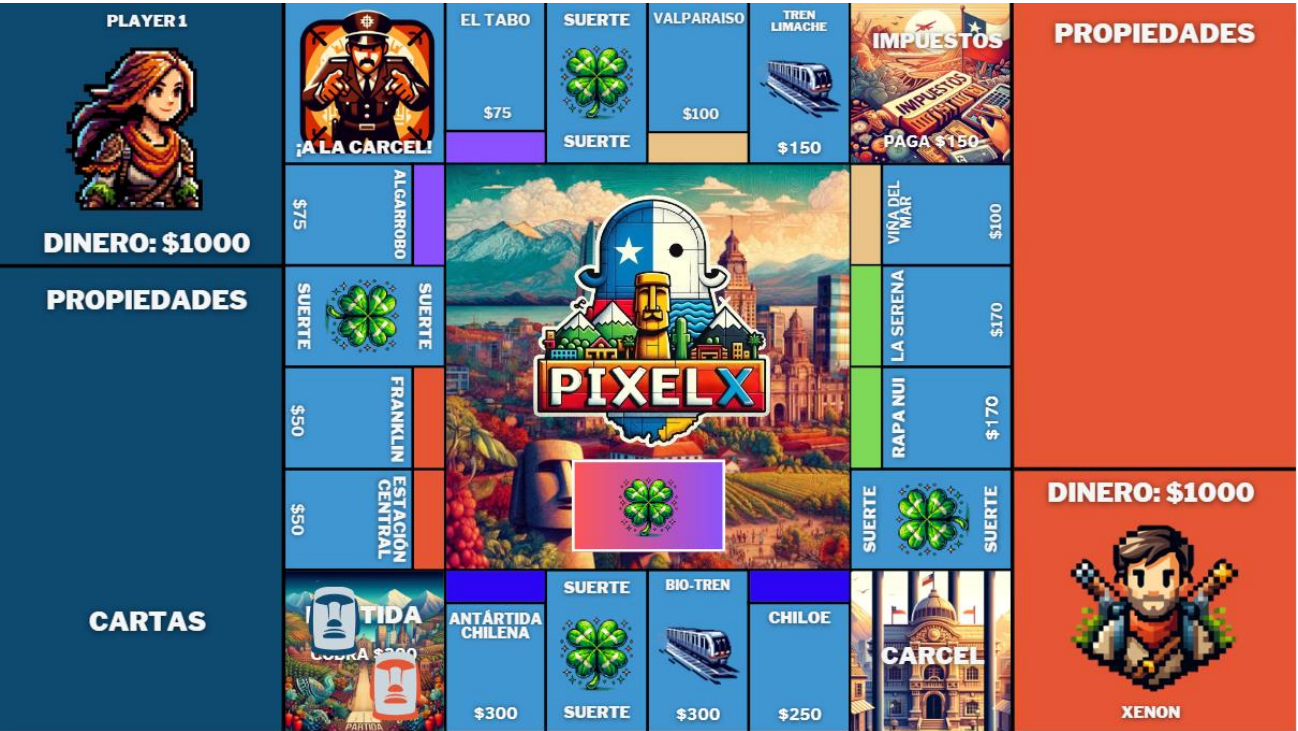 PLAYER 1
DINERO: $1000
PROPIEDADES
CARTAS
¡A LA CARCEL!
EL TABO
$75
SUERTE
SUERTE
VALPARAISO
$100
TREN
LIMACHE
$150
IMPUESTOS
IMPUESTOS
PAGA $150
ALGARROBO
$75
SUERTE
SUERTE
FRANKLIN
$50
ESTACIÓN
CENTRAL
$50
PIXELX
VIÑA DEL
MAR
$100
LA SERENA
$170
RAPA NUI
$170
SUERTE
SUERTE
TIDA
COBRA
PARTIDA
ANTÁRTIDA
CHILENA
$300
SUERTE
SUERTE
BIO-TREN
$300
CHILOE
$250
CARCEL
PROPIEDADES
DINERO: $1000
XENON